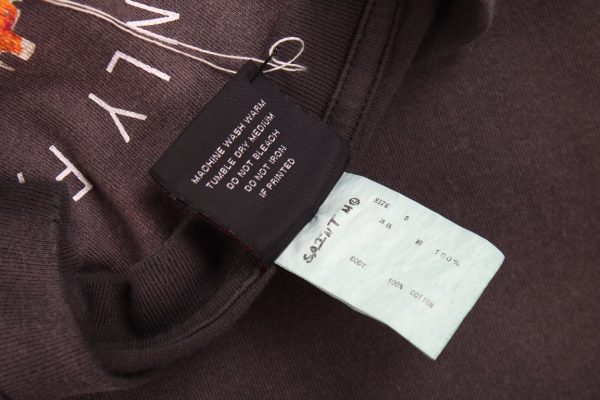 NLY F
MACHINE WASH WARM
TUMBLE DRY MEDIUM
DO NOT BLEACH
DO NOT IRON
IF PRINTED
SAINT M
SIZE S
綿 100%
BODY 100% COTTON